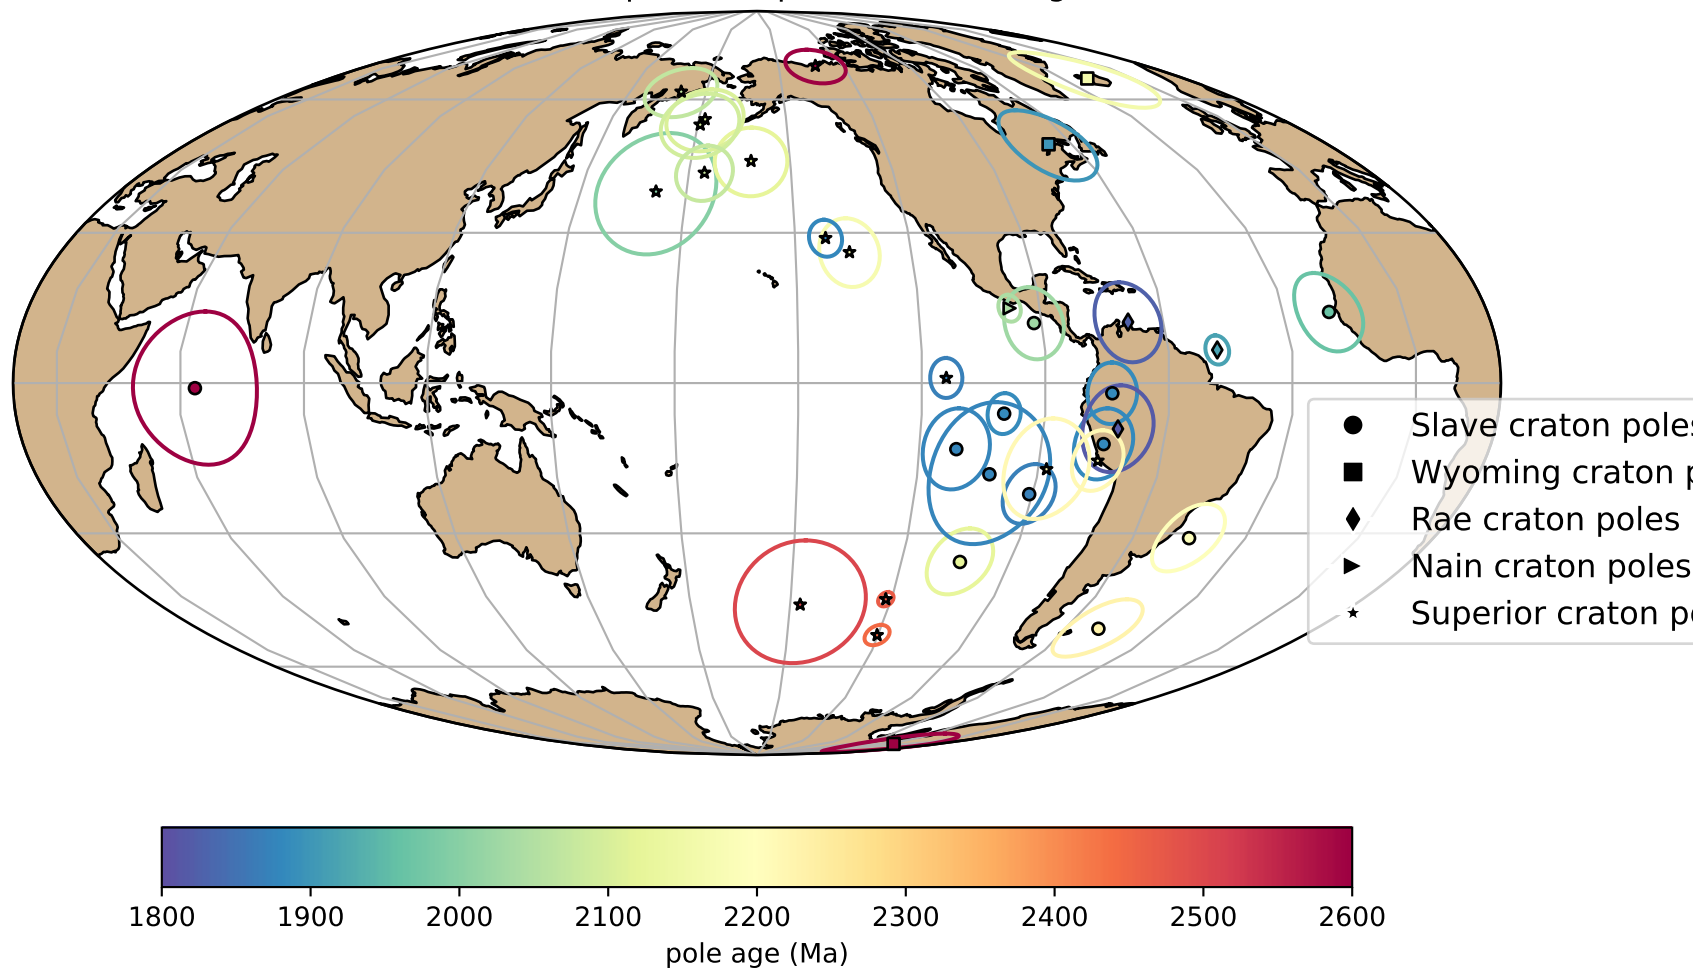 Slave craton poles
Wyoming craton p
Rae craton poles
Nain craton poles
Superior craton po
1800 1900 2000 2100 2200 2300 2400 2500 2600
pole age (Ma)